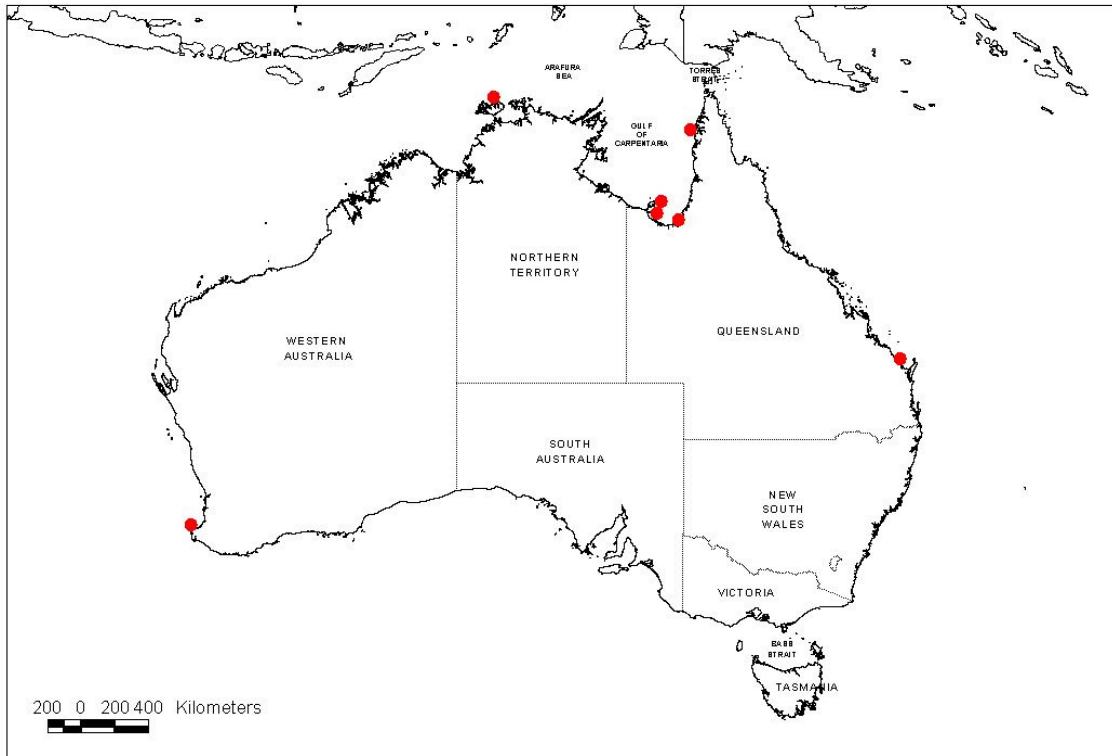 ARAFURA
SEA
TORRES
STRAIT
GULF
OF
CARPENTARIA
NORTHERN
TERRITORY
QUEENSLAND
WESTERN
AUSTRALIA
SOUTH
AUSTRALIA
NEW
SOUTH
WALES
VICTORIA
BASS
STRAIT
TASMANIA
200 0 200 400 Kilometers